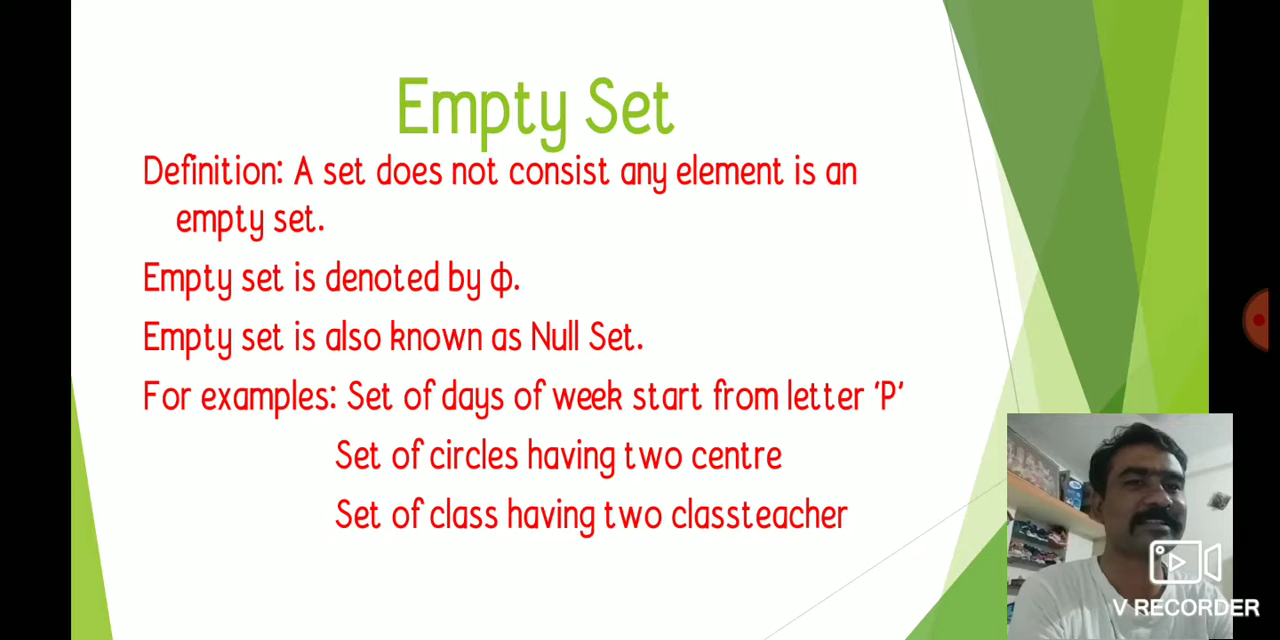 Empty Set
Definition: A set does not consist any element is an
empty set.
Empty set is denoted by ф.
Empty set is also known as Null Set.
For examples: Set of days of week start from letter ‘P’
Set of circles having two centre
Set of class having two classteacher
V RECORDER